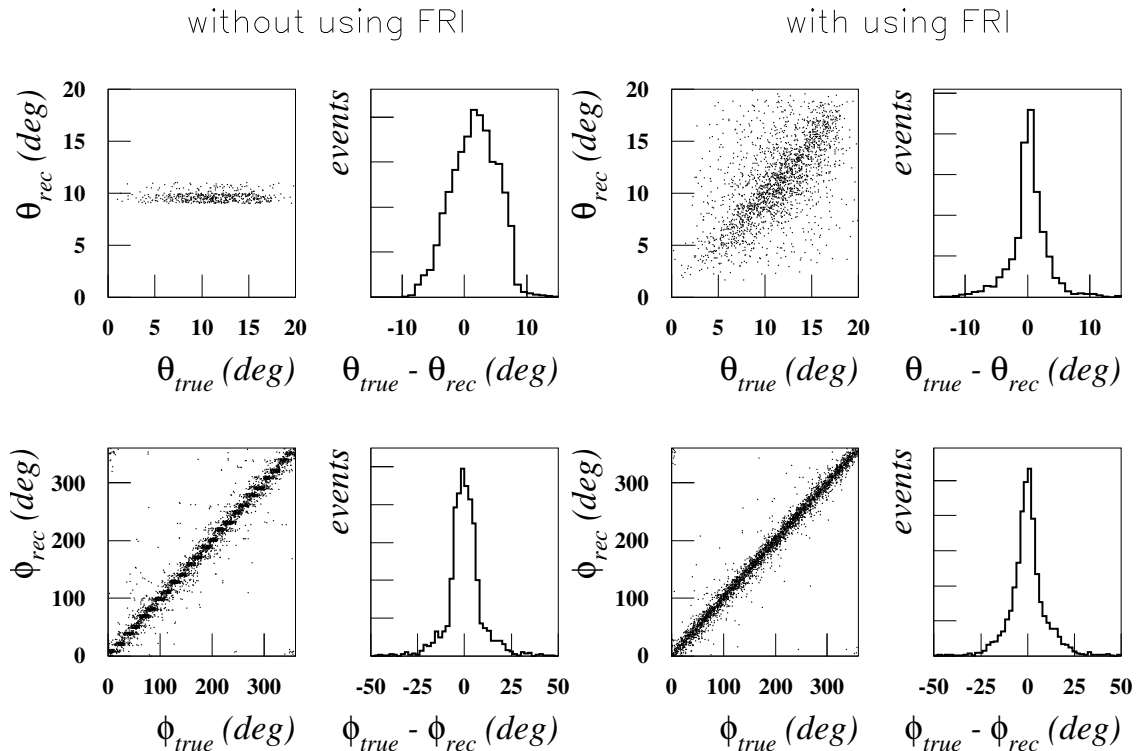 without using FRI
with using FRI
θrec (deg)
20
15
10
5
0
0 5 10 15 20
θtrue (deg)
events
-10 0 10
θtrue - θrec (deg)
θrec (deg)
20
15
10
5
0
0 5 10 15 20
θtrue (deg)
events
-10 0 10
θtrue - θrec (deg)
ϕrec (deg)
300
200
100
0
0 100 200 300
ϕtrue (deg)
events
-50 -25 0 25 50
ϕtrue - ϕrec (deg)
ϕrec (deg)
300
200
100
0
0 100 200 300
ϕtrue (deg)
events
-50 -25 0 25 50
ϕtrue - ϕrec (deg)